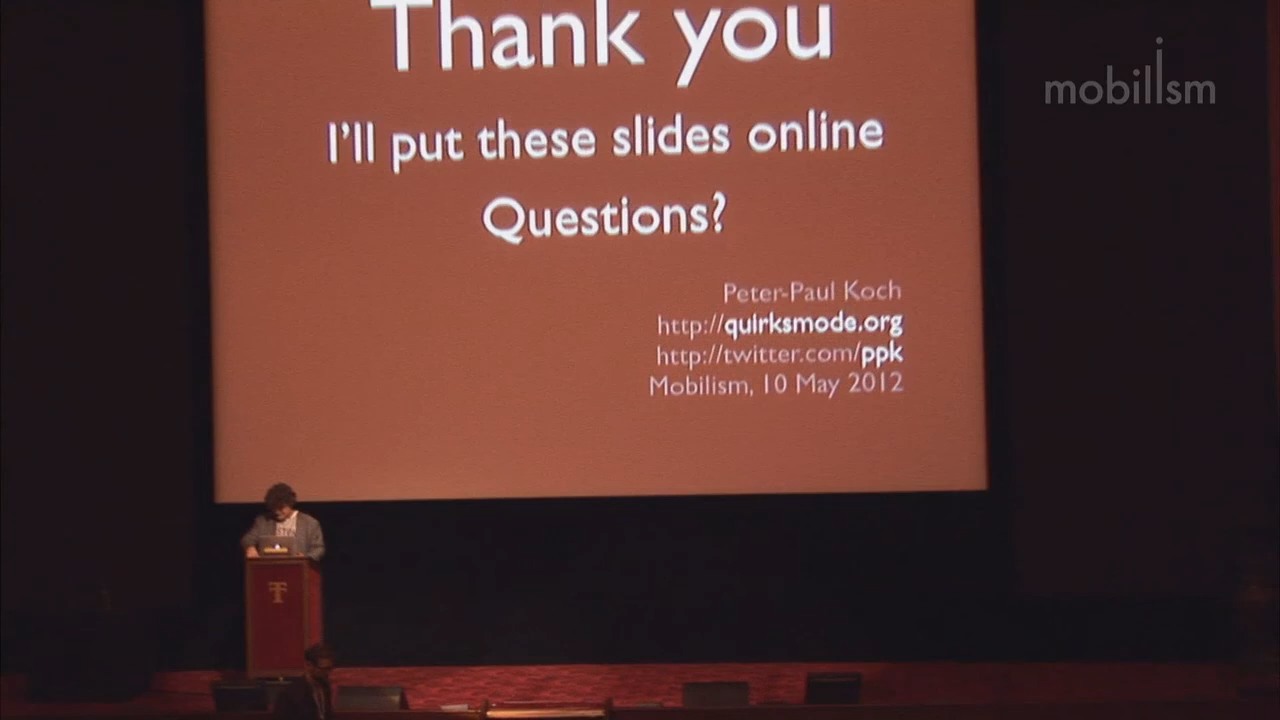 Thank you
mobilism
I'll put these slides online
Questions?
Peter-Paul Koch
http://quirksmode.org
http://twitter.com/ppk
Mobilism, 10 May 2012